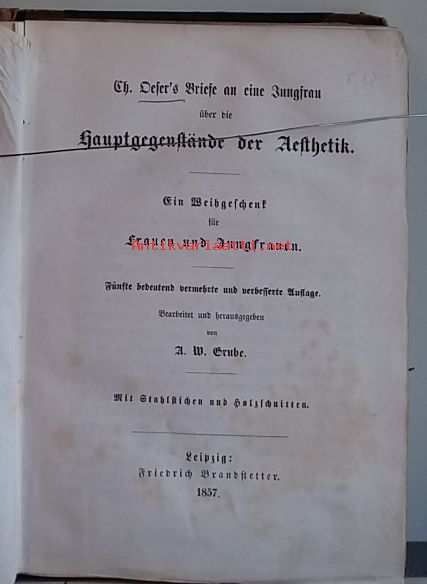 Ch. Oeser's Briefe an eine Jungfrau
über die
Hauptgegenstände der Aesthetik.
Ein Weihgeschenk
für
Frauen und Jungfrauen.
Fünfte bedeutend vermehrte und verbesserte Auflage.
Bearbeitet und herausgegeben
von
A. W. Grube.
Mit Stahlstichen und Holzschnitten.
Leipzig:
Friedrich Brandstetter.
1857.